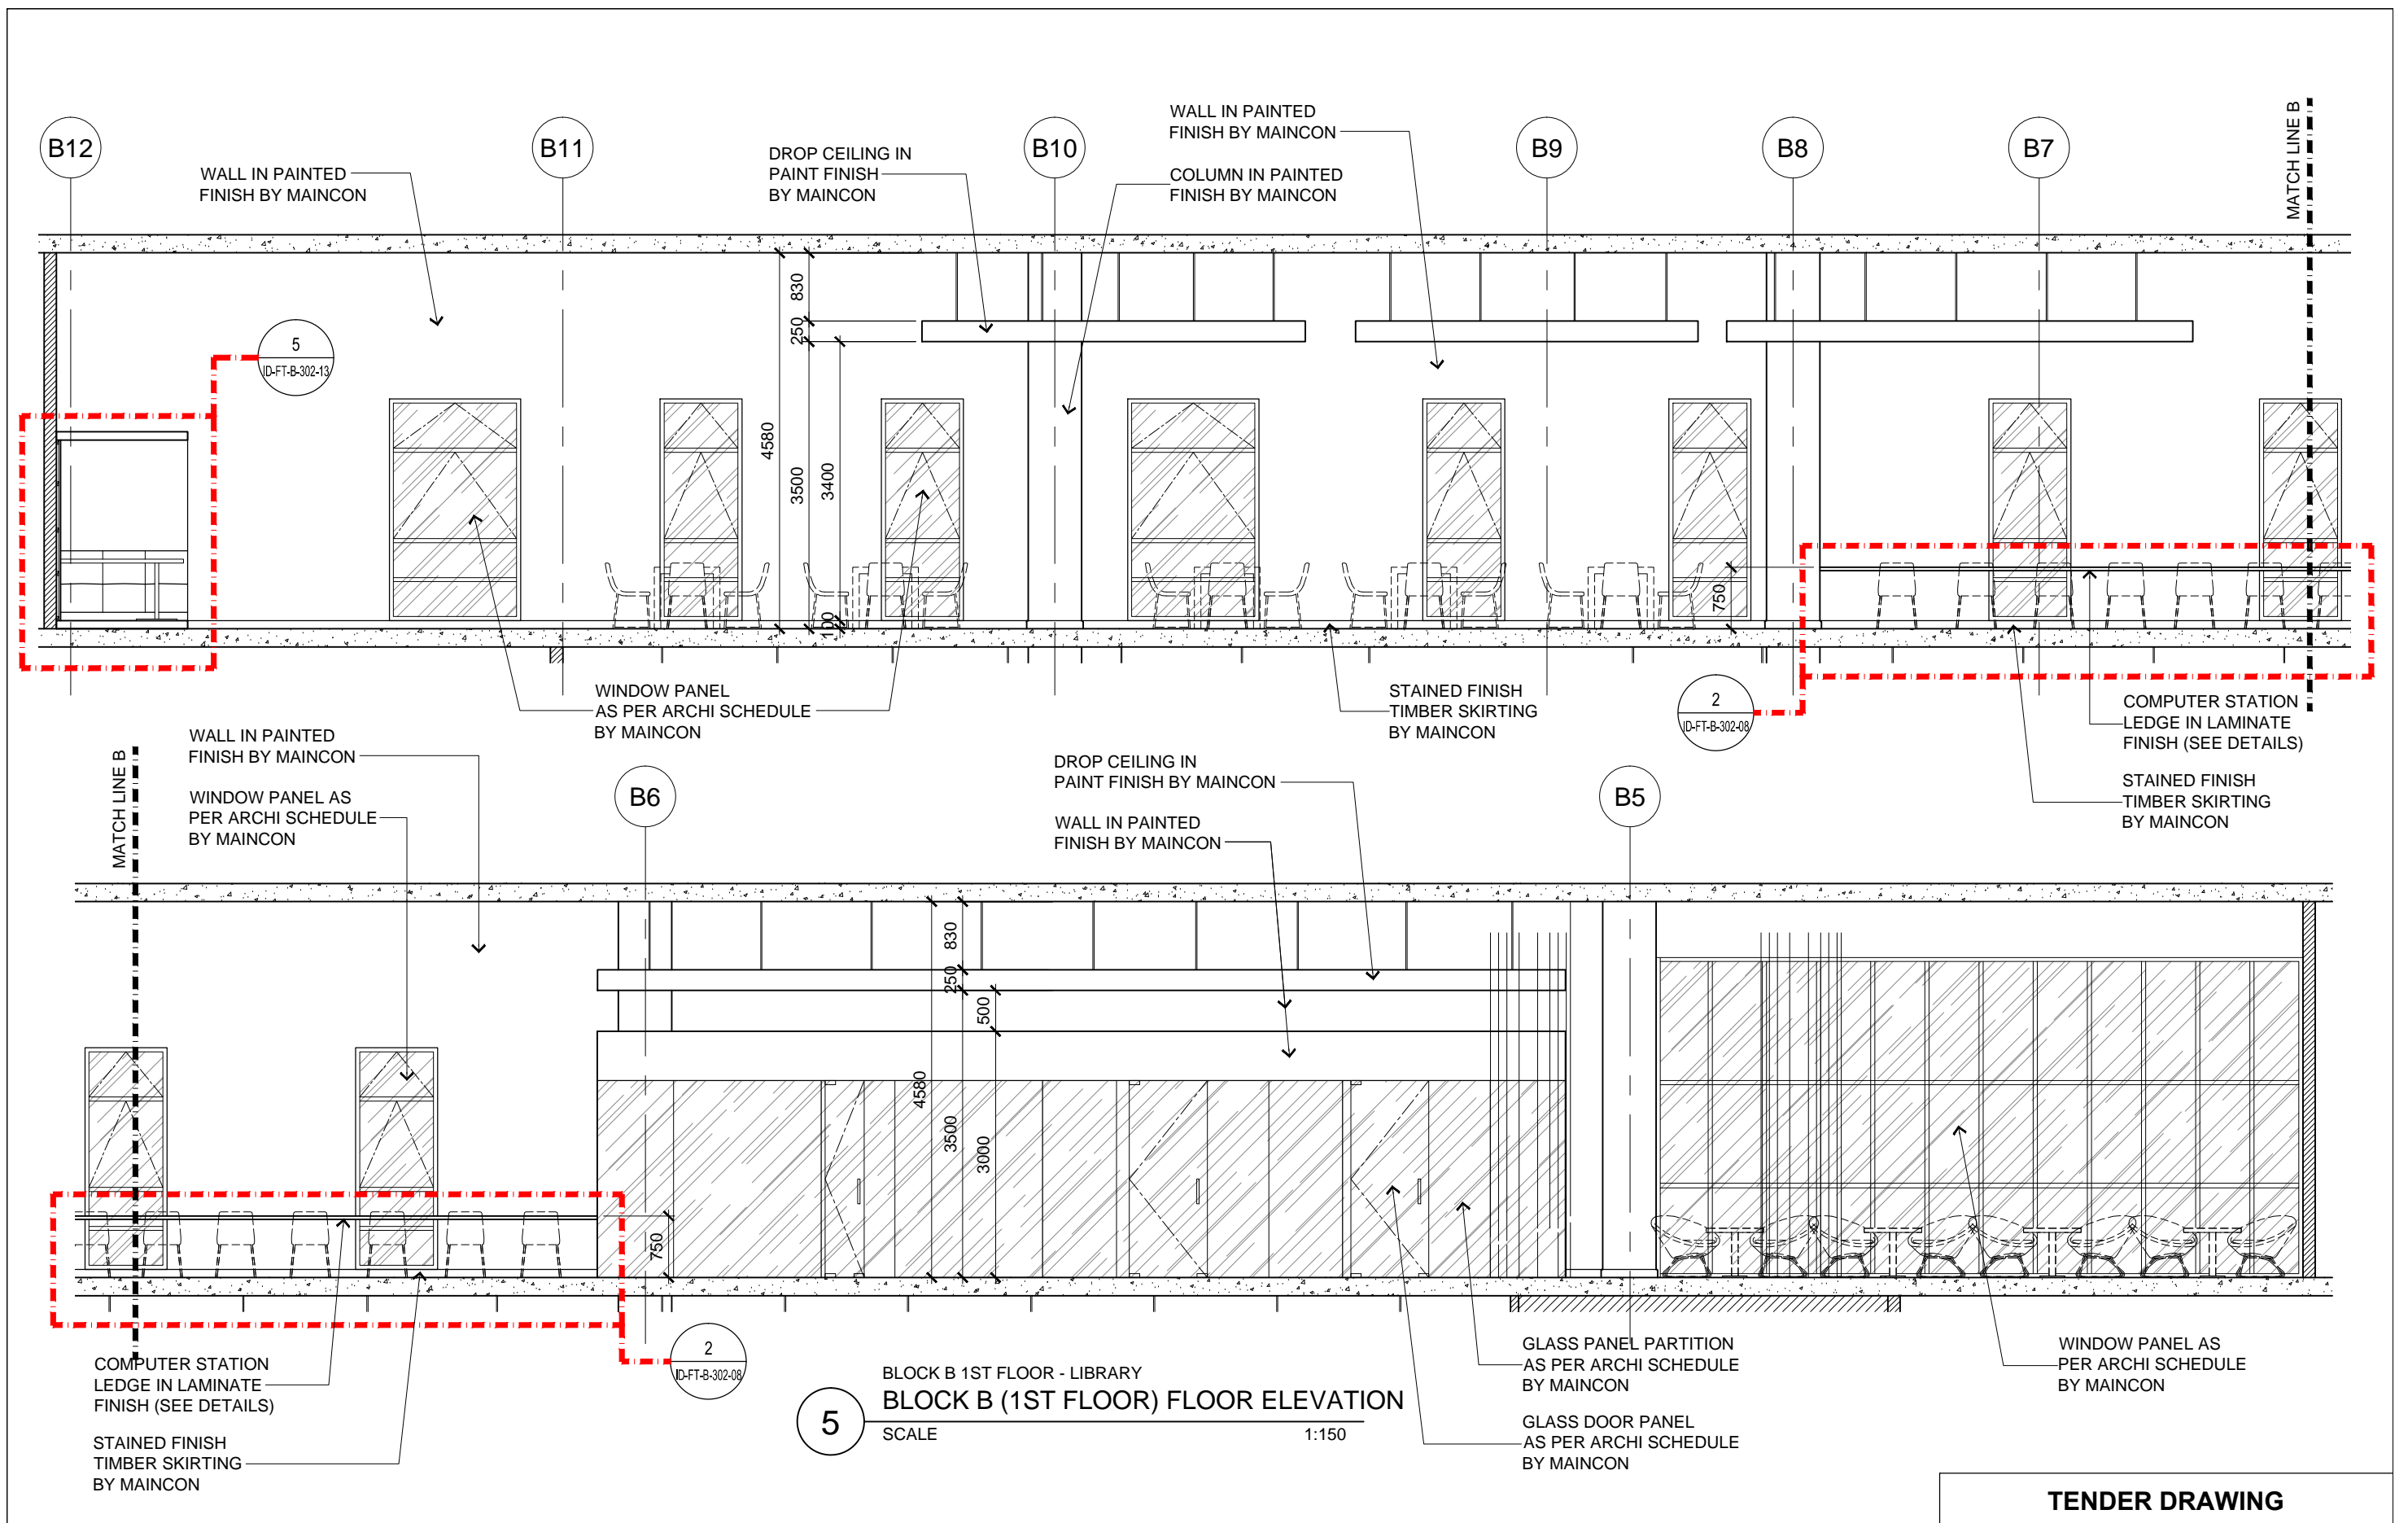 B12
B11
B10
B9
B8
B7
MATCH LINE B
WALL IN PAINTED
FINISH BY MAINCON
DROP CEILING IN
PAINT FINISH
BY MAINCON
WALL IN PAINTED
FINISH BY MAINCON
COLUMN IN PAINTED
FINISH BY MAINCON
5
ID-FT-B-302-13
830
250
4580
3500
3400
100
750
WINDOW PANEL
AS PER ARCHI SCHEDULE
BY MAINCON
STAINED FINISH
TIMBER SKIRTING
BY MAINCON
2
ID-FT-B-302-08
COMPUTER STATION
LEDGE IN LAMINATE
FINISH (SEE DETAILS)
STAINED FINISH
TIMBER SKIRTING
BY MAINCON
MATCH LINE B
WALL IN PAINTED
FINISH BY MAINCON
WINDOW PANEL AS
PER ARCHI SCHEDULE
BY MAINCON
B6
DROP CEILING IN
PAINT FINISH BY MAINCON
WALL IN PAINTED
FINISH BY MAINCON
B5
830
250
500
4580
3500
3000
750
COMPUTER STATION
LEDGE IN LAMINATE
FINISH (SEE DETAILS)
STAINED FINISH
TIMBER SKIRTING
BY MAINCON
2
ID-FT-B-302-08
GLASS PANEL PARTITION
AS PER ARCHI SCHEDULE
BY MAINCON
GLASS DOOR PANEL
AS PER ARCHI SCHEDULE
BY MAINCON
WINDOW PANEL AS
PER ARCHI SCHEDULE
BY MAINCON
5
BLOCK B 1ST FLOOR - LIBRARY
BLOCK B (1ST FLOOR) FLOOR ELEVATION
SCALE 1:150
TENDER DRAWING